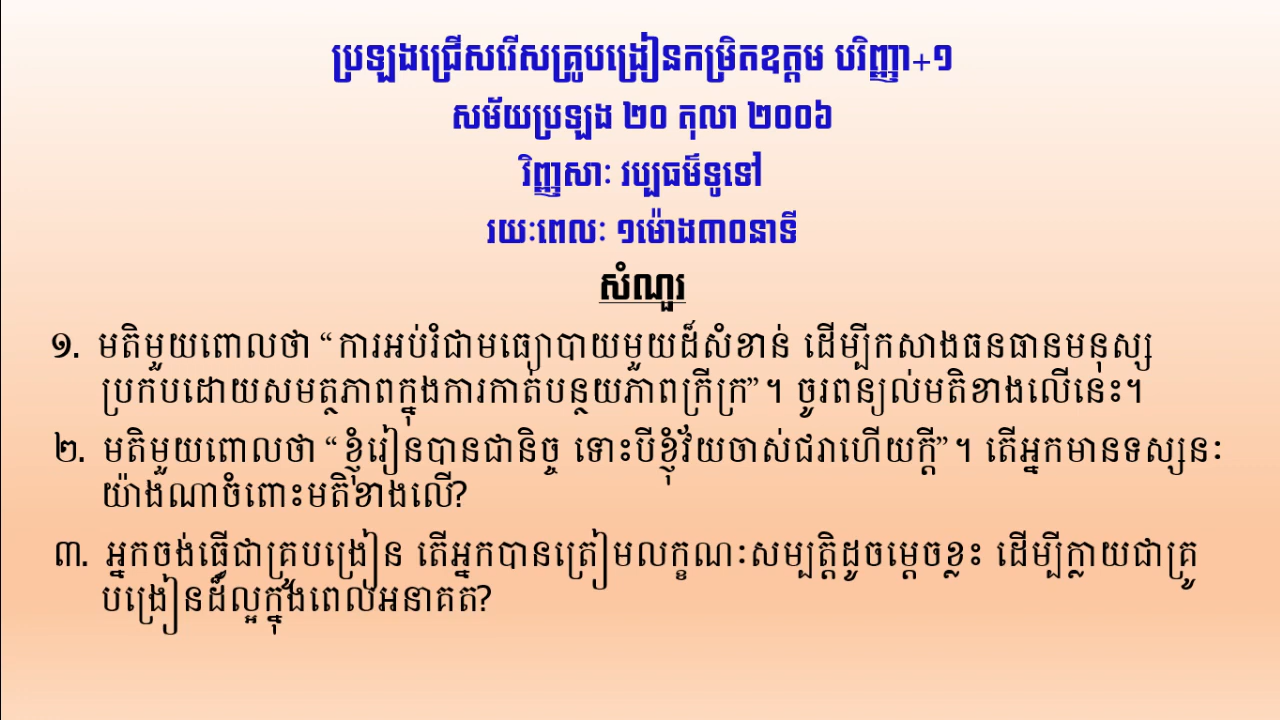 ប្រឡងជ្រើសរើសគ្រូបង្រៀនកម្រិតឧត្តម បរិញ្ញា+១
សម័យប្រឡង ២០ តុលា ២០០៦
វិញ្ញសាៈ វប្បធម៌ទូទៅ
រយៈពេលៈ ១ម៉ោង៣០នាទី
សំណួរ
១. មតិមួយពោលថា “ ការអប់រំជាមធ្យោបាយមួយដ៏សំខាន់ ដើម្បីកសាងធនធានមនុស្ស
ប្រកបដោយសមត្ថភាពក្នុងការកាត់បន្ថយភាពក្រីក្រ” ។ ចូរពន្យល់មតិខាងលើនេះ។
២. មតិមួយពោលថា “ ខ្ញុំរៀនបានជានិច្ច ទោះបីខ្ញុំវ័យចាស់ជរាហើយក្តី” ។ តើអ្នកមានទស្សនៈ
យ៉ាងណាចំពោះមតិខាងលើ?
៣. អ្នកចង់ធ្វើជាគ្រូបង្រៀន តើអ្នកបានត្រៀមលក្ខណៈសម្បត្តិដូចម្តេចខ្លះ ដើម្បីក្លាយជាគ្រូ
បង្រៀនដ៏ល្អក្នុងពេលអនាគត?